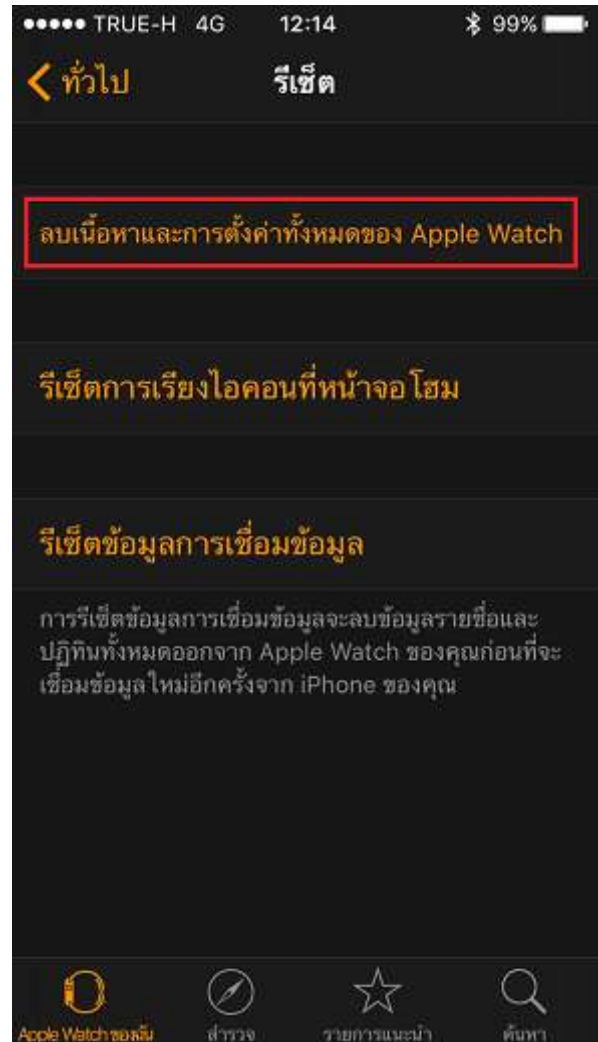 ●●●●● TRUE-H 4G 12:14 99%
ทั่วไป รีเซ็ต
ลบเนื้อหาและการตั้งค่าทั้งหมดของ Apple Watch
รีเซ็ตการเรียงไอคอนที่หน้าจอโฮม
รีเซ็ตข้อมูลการเชื่อมข้อมูล
การรีเซ็ตข้อมูลการเชื่อมข้อมูลจะลบข้อมูลรายชื่อและ
ปฏิทินทั้งหมดออกจาก Apple Watch ของคุณก่อนที่จะ
เชื่อมข้อมูลใหม่อีกครั้งจาก iPhone ของคุณ
Apple Watch ของฉัน สำรวจ รายการแนะนำ ค้นหา